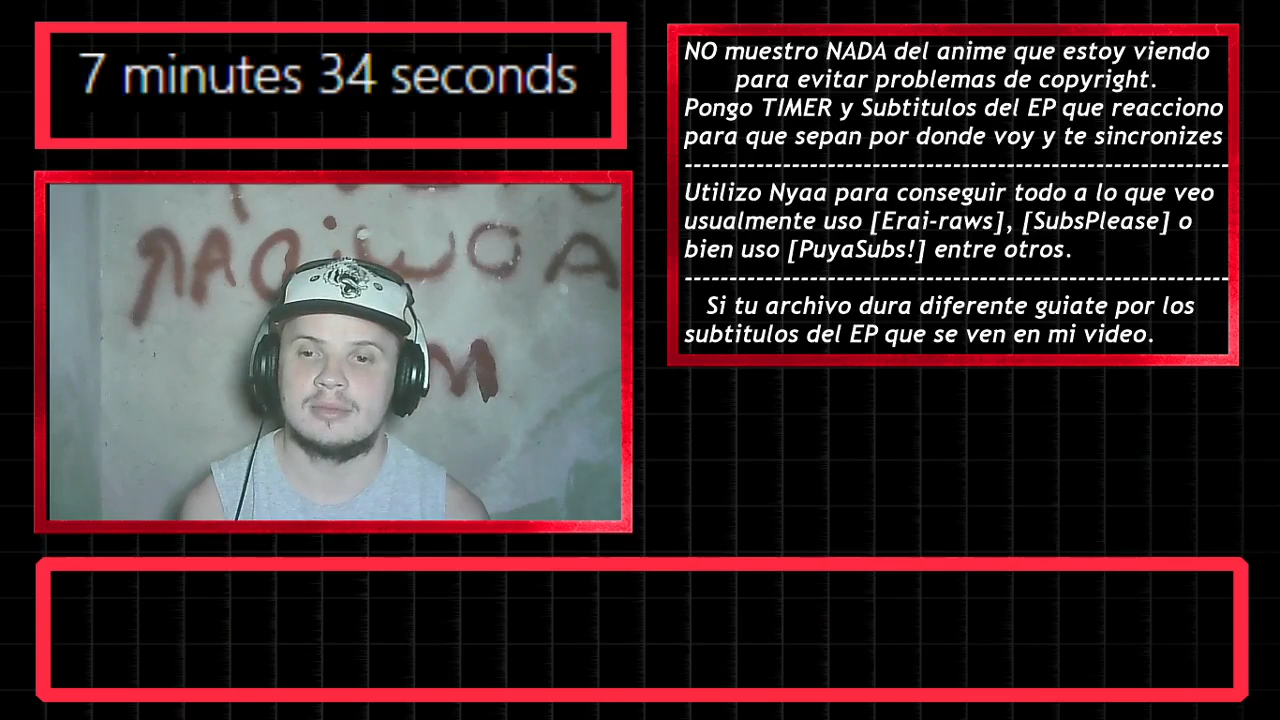 7 minutes 34 seconds
NO muestro NADA del anime que estoy viendo
para evitar problemas de copyright.
Pongo TIMER y Subtitulos del EP que reacciono
para que sepan por donde voy y te sincronizes
Utilizo Nyaa para conseguir todo a lo que veo
usualmente uso [Erai-raws], [SubsPlease] o
bien uso [PuyaSubs!] entre otros.
Si tu archivo dura diferente guiate por los
subtitulos del EP que se ven en mi video.